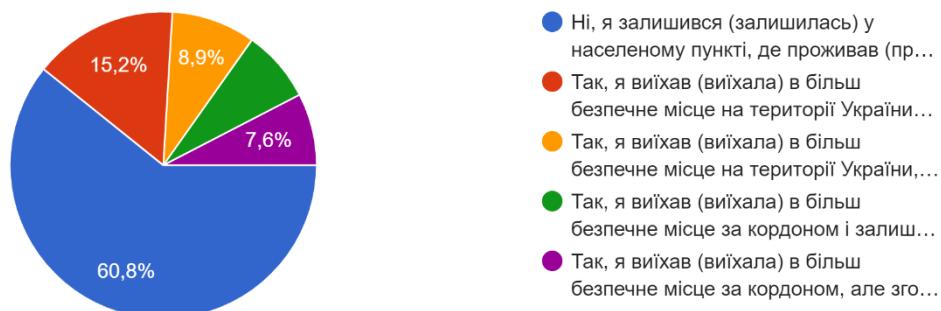 15,2%
8,9%
7,6%
60,8%
Ні, я залишився (залишилась) у
населеному пункті, де проживав (пр…
Так, я виїхав (виїхала) в більш
безпечне місце на території України…
Так, я виїхав (виїхала) в більш
безпечне місце на території України,…
Так, я виїхав (виїхала) в більш
безпечне місце за кордоном і залиш…
Так, я виїхав (виїхала) в більш
безпечне місце за кордоном, але зго…